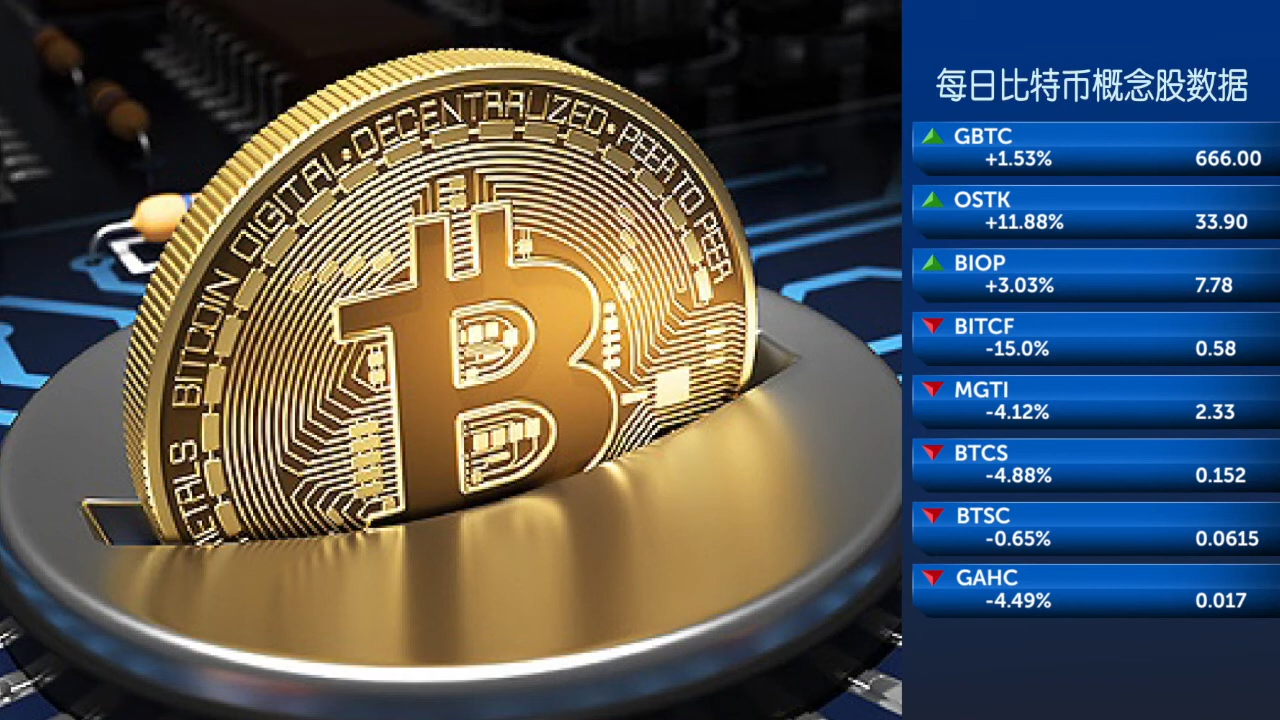 METALS BITCOIN DIGITAL • DECENTRALIZED • PEER TO PEER
每日比特币概念股数据
GBTC
+1.53% 666.00
OSTK
+11.88% 33.90
BIOP
+3.03% 7.78
BITCF
-15.0% 0.58
MGTI
-4.12% 2.33
BTCS
-4.88% 0.152
BTSC
-0.65% 0.0615
GAHC
-4.49% 0.017